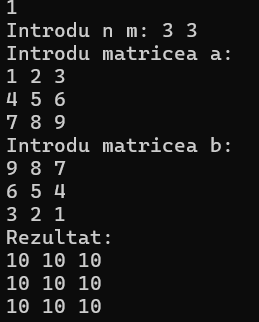 1
Introdu n m: 3 3
Introdu matricea a:
1 2 3
4 5 6
7 8 9
Introdu matricea b:
9 8 7
6 5 4
3 2 1
Rezultat:
10 10 10
10 10 10
10 10 10